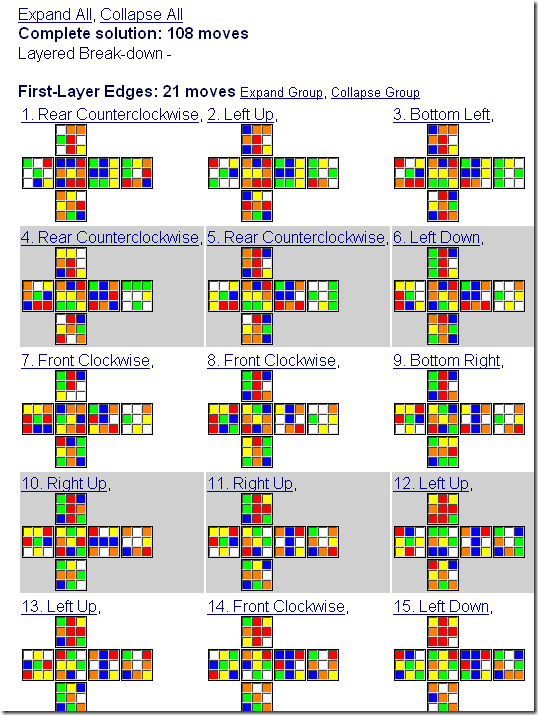 Expand All, Collapse All
Complete solution: 108 moves
Layered Break-down -
First-Layer Edges: 21 moves Expand Group, Collapse Group
1. Rear Counterclockwise, 2. Left Up, 3. Bottom Left,
4. Rear Counterclockwise, 5. Rear Counterclockwise, 6. Left Down,
7. Front Clockwise, 8. Front Clockwise, 9. Bottom Right,
10. Right Up, 11. Right Up, 12. Left Up,
13. Left Up, 14. Front Clockwise, 15. Left Down,